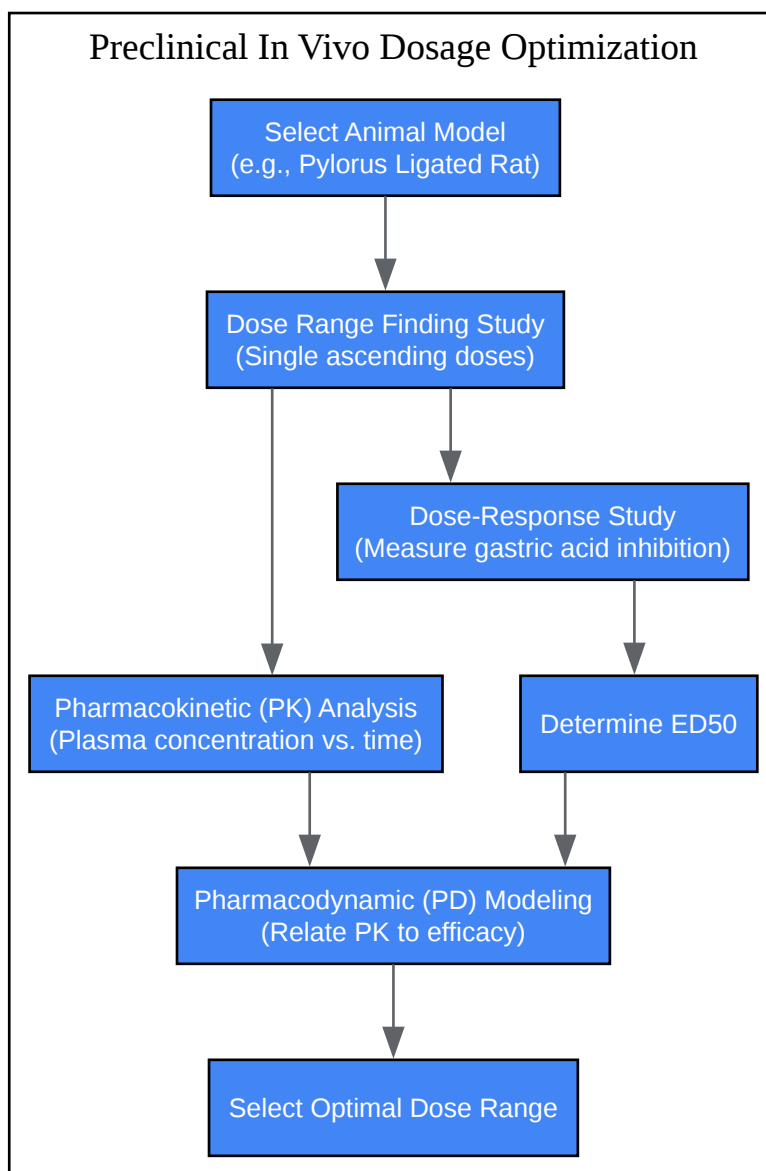 Preclinical In Vivo Dosage Optimization
Select Animal Model
(e.g., Pylorus Ligated Rat)
Dose Range Finding Study
(Single ascending doses)
Dose-Response Study
(Measure gastric acid inhibition)
Pharmacokinetic (PK) Analysis
(Plasma concentration vs. time)
Determine ED50
Pharmacodynamic (PD) Modeling
(Relate PK to efficacy)
Select Optimal Dose Range